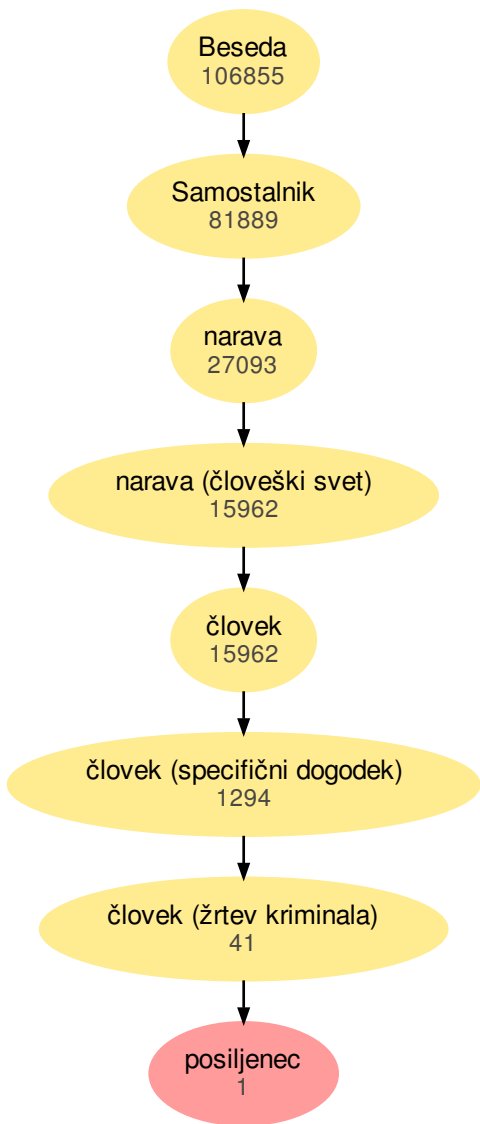 Beseda
106855
Samostalnik
81889
narava
27093
narava (človeški svet)
15962
človek
15962
človek (specifični dogodek)
1294
človek (žrtev kriminala)
41
posiljenec
1